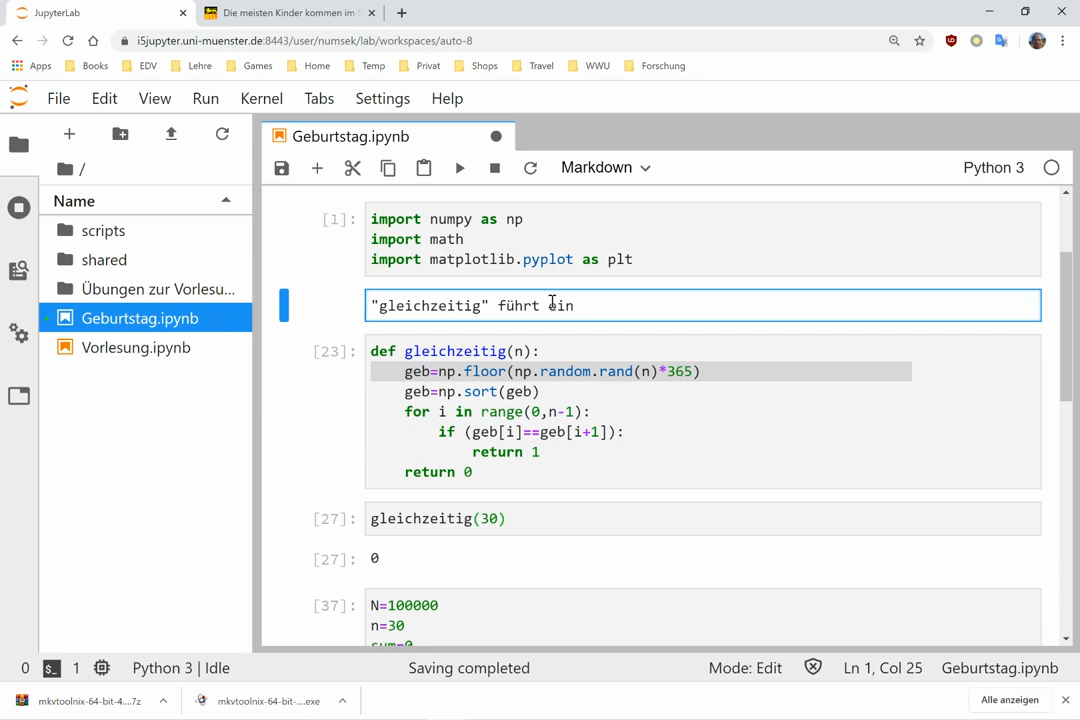 JupyterLab
Die meisten Kinder kommen im S
i5jupyter.uni-muenster.de:8443/user/numsek/lab/workspaces/auto-8
Apps Books EDV Lehre Games Home Temp Privat Shops Travel WWU Forschung
File Edit View Run Kernel Tabs Settings Help
/
Name
scripts
shared
Übungen zur Vorlesu...
Geburtstag.ipynb
Vorlesung.ipynb
Geburtstag.ipynb
Markdown
Python 3
[1]: import numpy as np
import math
import matplotlib.pyplot as plt
"gleichzeitig" führt ein
[23]: def gleichzeitig(n):
geb=np.floor(np.random.rand(n)*365)
geb=np.sort(geb)
for i in range(0,n-1):
if (geb[i]==geb[i+1]):
return 1
return 0
[27]: gleichzeitig(30)
[27]: 0
[37]: N=100000
n=30
sum=0
0 $_ 1 Python 3 | Idle Saving completed Mode: Edit Ln 1, Col 25 Geburtstag.ipynb
mkvtoolnix-64-bit-4....7z mkvtoolnix-64-bit-....exe Alle anzeigen